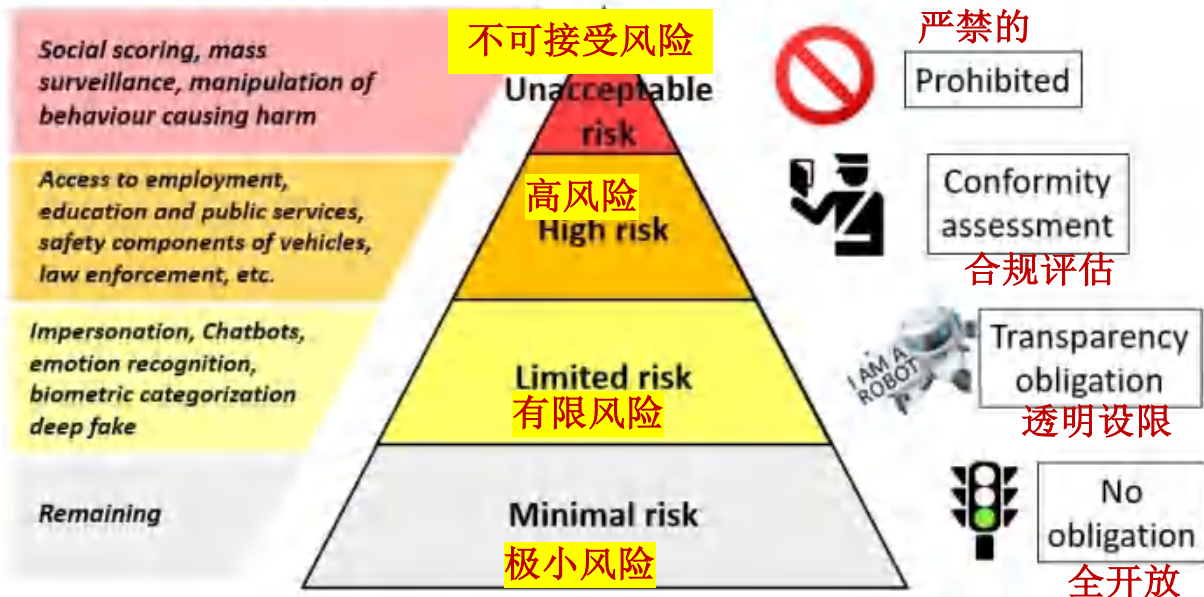 Social scoring, mass
surveillance, manipulation of
behaviour causing harm
不可接受风险
Unacceptable
risk
严禁的
Prohibited
Access to employment,
education and public services,
safety components of vehicles,
law enforcement, etc.
高风险
High risk
Conformity
assessment
合规评估
Impersonation, Chatbots,
emotion recognition,
biometric categorization
deep fake
Limited risk
有限风险
I AM A
ROBOT
Transparency
obligation
透明设限
Remaining
Minimal risk
极小风险
No
obligation
全开放